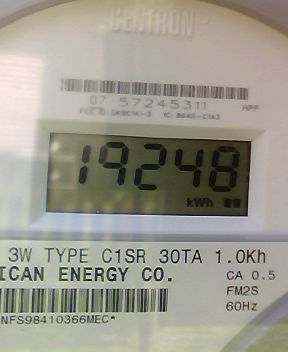 CENTRON
07 57245311 HPP
19248
kWh
3W TYPE C1SR 30TA 1.0Kh
ICAN ENERGY CO. CA 0.5
FM2S
60Hz
NFS98410366MEC*